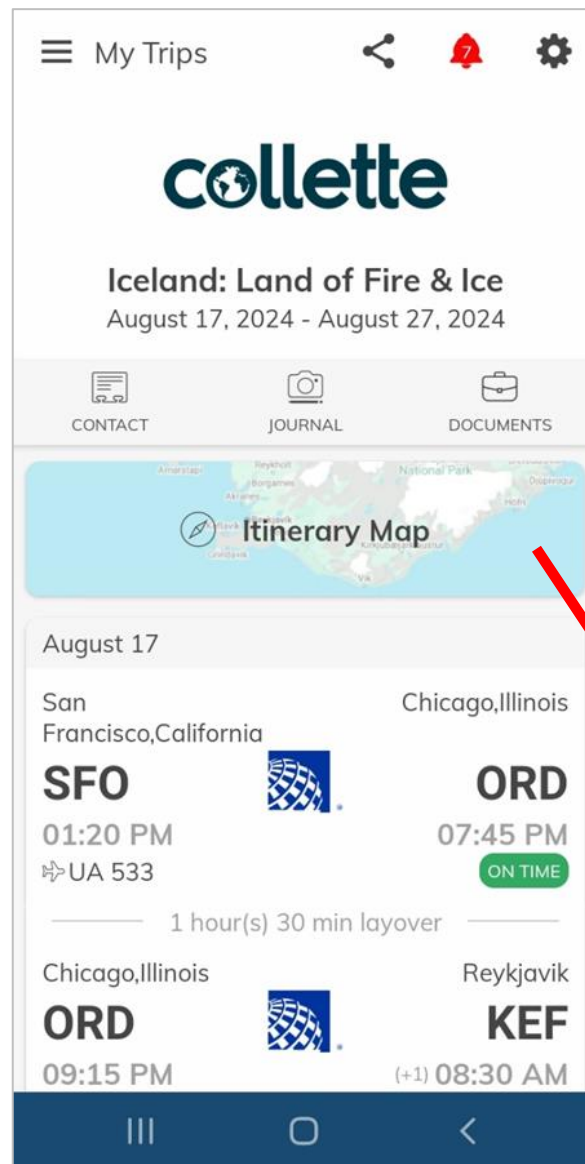 My Trips
7
collette
Iceland: Land of Fire & Ice
August 17, 2024 - August 27, 2024
CONTACT JOURNAL DOCUMENTS
Reykholt
National Park
Borgarnes
Akranes
Höfn
Itinerary Map
Grindavik
Vik
August 17
San Chicago,Illinois
Francisco,California
SFO ORD
01:20 PM 07:45 PM
UA 533 ON TIME
1 hour(s) 30 min layover
Chicago,Illinois Reykjavik
ORD KEF
09:15 PM (+1) 08:30 AM